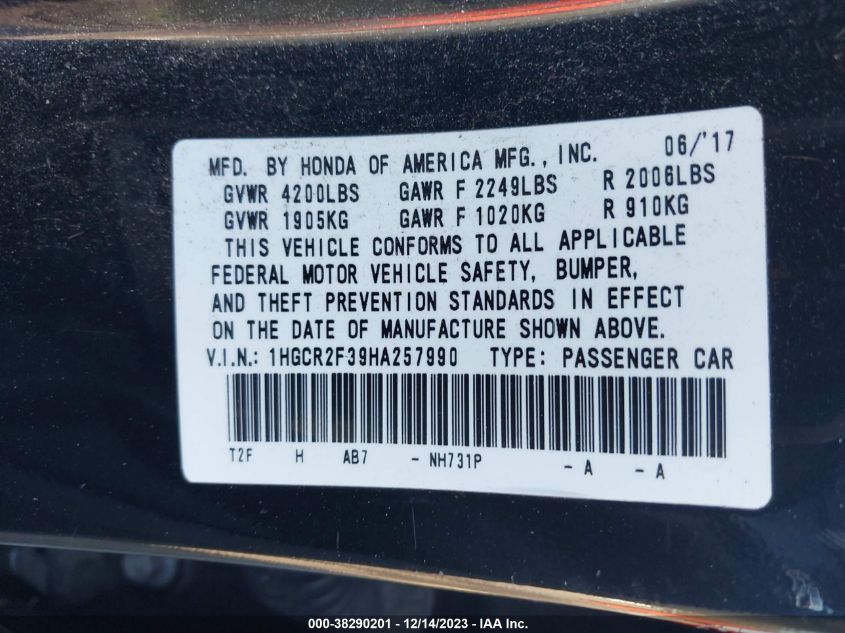 MFD. BY HONDA OF AMERICA MFG., INC. 06/'17
GVWR 4200LBS GAWR F 2249LBS R 2006LBS
GVWR 1905KG GAWR F 1020KG R 910KG
THIS VEHICLE CONFORMS TO ALL APPLICABLE
FEDERAL MOTOR VEHICLE SAFETY, BUMPER,
AND THEFT PREVENTION STANDARDS IN EFFECT
ON THE DATE OF MANUFACTURE SHOWN ABOVE.
V.I.N.: 1HGCR2F39HA257990 TYPE: PASSENGER CAR
T2F H AB7 - NH731P - A - A
000-38290201 - 12/14/2023 - IAA Inc.